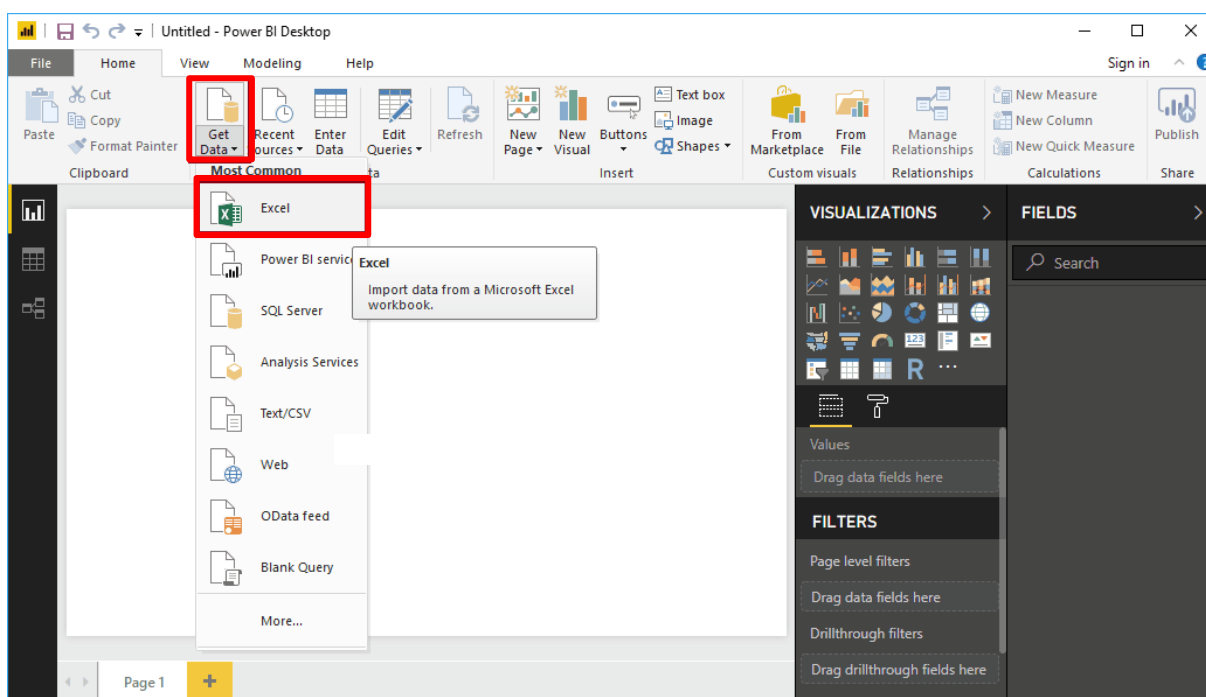 Untitled - Power BI Desktop
File Home View Modeling Help Sign in
Paste
Cut
Copy
Format Painter
Clipboard
Get Data
Recent Sources
Enter Data
Edit Queries
Refresh
New Page
New Visual
Buttons
Text box
Image
Shapes
Insert
From Marketplace
From File
Custom visuals
Manage Relationships
Relationships
New Measure
New Column
New Quick Measure
Calculations
Publish
Share
Most Common
Excel
Power BI servic
SQL Server
Analysis Services
Text/CSV
Web
OData feed
Blank Query
More...
Excel
Import data from a Microsoft Excel
workbook.
VISUALIZATIONS
123
R
Values
Drag data fields here
FILTERS
Page level filters
Drag data fields here
Drillthrough filters
Drag drillthrough fields here
FIELDS
Search
Page 1